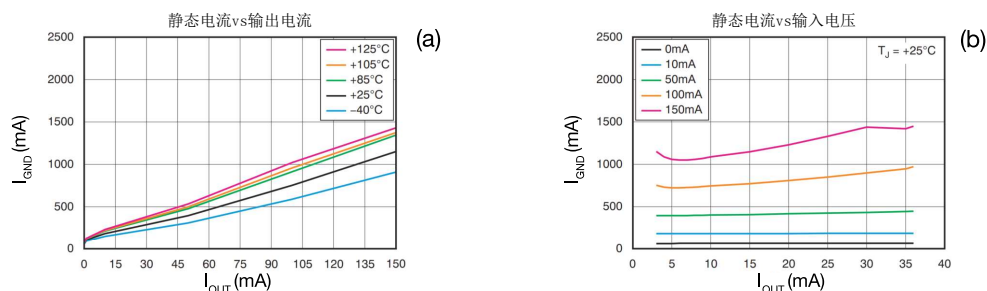 静态电流vs输出电流
(a)
I_GND (mA)
2500
2000
1500
1000
500
0
+125°C
+105°C
+85°C
+25°C
−40°C
0 15 30 45 60 75 90 105 120 135 150
I_OUT (mA)
静态电流vs输入电压
(b)
I_GND (mA)
2500
2000
1500
1000
500
0
0mA
10mA
50mA
100mA
150mA
T_J = +25°C
0 5 10 15 20 25 30 35 40
I_OUT (mA)